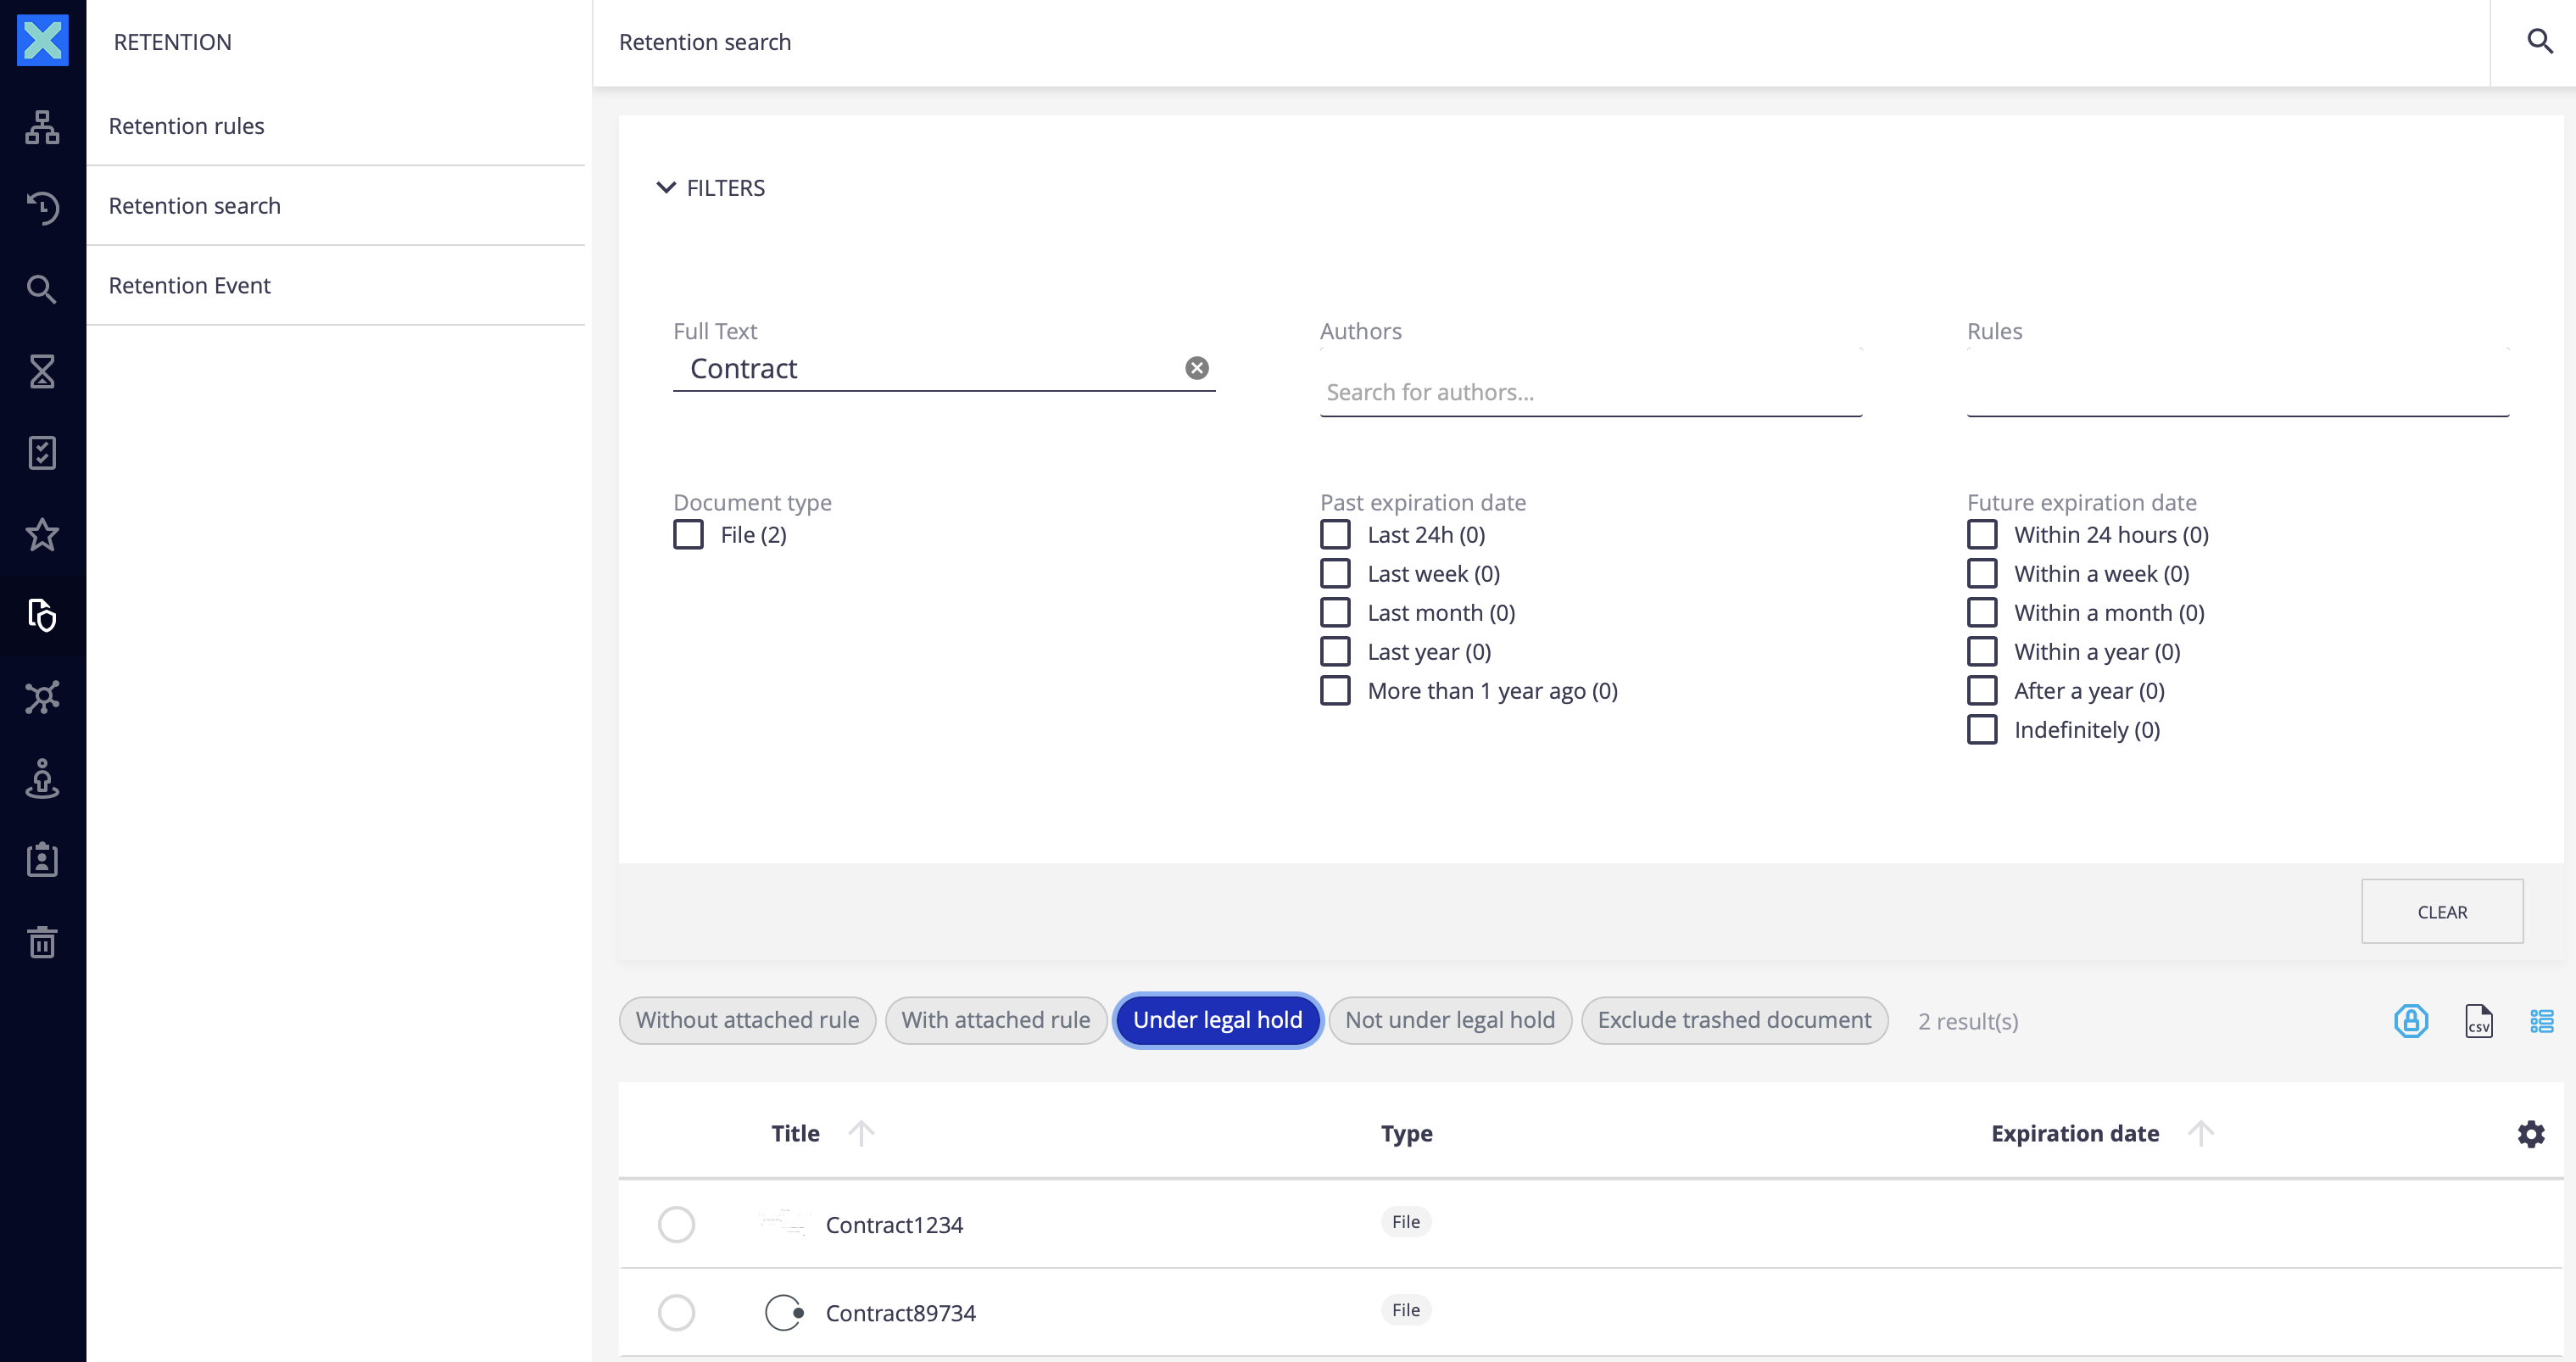 RETENTION
Retention rules
Retention search
Retention Event
Retention search
FILTERS
Full Text
Contract
Authors
Search for authors...
Rules
Document type
File (2)
Past expiration date
Last 24h (0)
Last week (0)
Last month (0)
Last year (0)
More than 1 year ago (0)
Future expiration date
Within 24 hours (0)
Within a week (0)
Within a month (0)
Within a year (0)
After a year (0)
Indefinitely (0)
CLEAR
Without attached rule With attached rule Under legal hold Not under legal hold Exclude trashed document 2 result(s) CSV
Title Type Expiration date
Contract1234 File
Contract89734 File